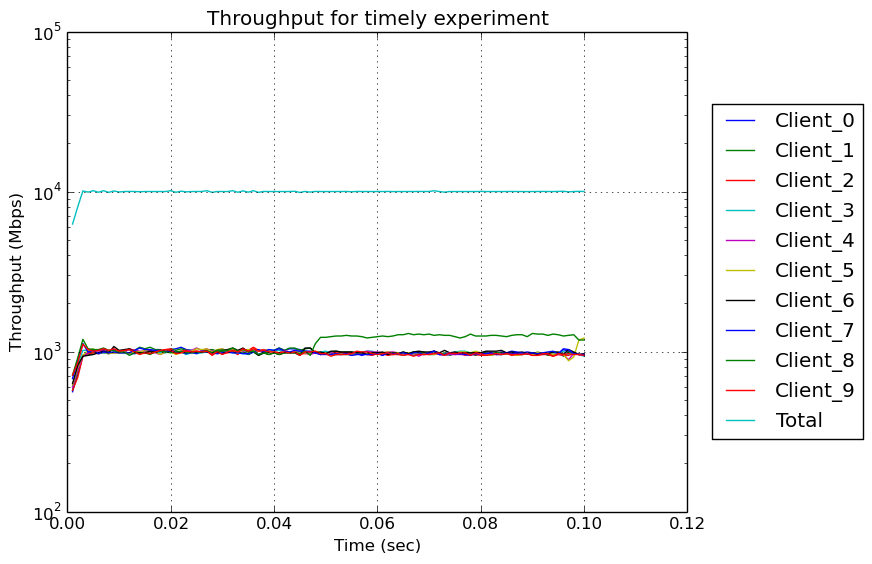 Throughput for timely experiment
10^5
10^4
10^3
10^2
Throughput (Mbps)
0.00 0.02 0.04 0.06 0.08 0.10 0.12
Time (sec)
Client_0
Client_1
Client_2
Client_3
Client_4
Client_5
Client_6
Client_7
Client_8
Client_9
Total